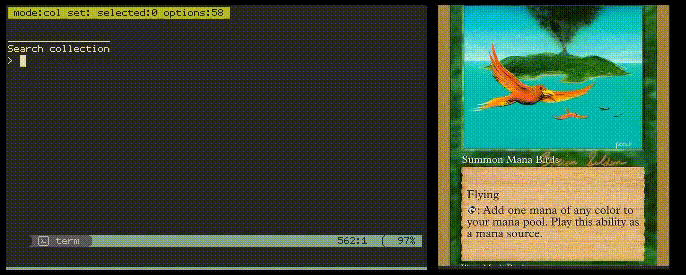 mode:col set: selected:0 options:58
Search collection
>
term
562:1 97%
Summon Mana Birds
Flying
: Add one mana of any color to
your mana pool. Play this ability as
a mana source.